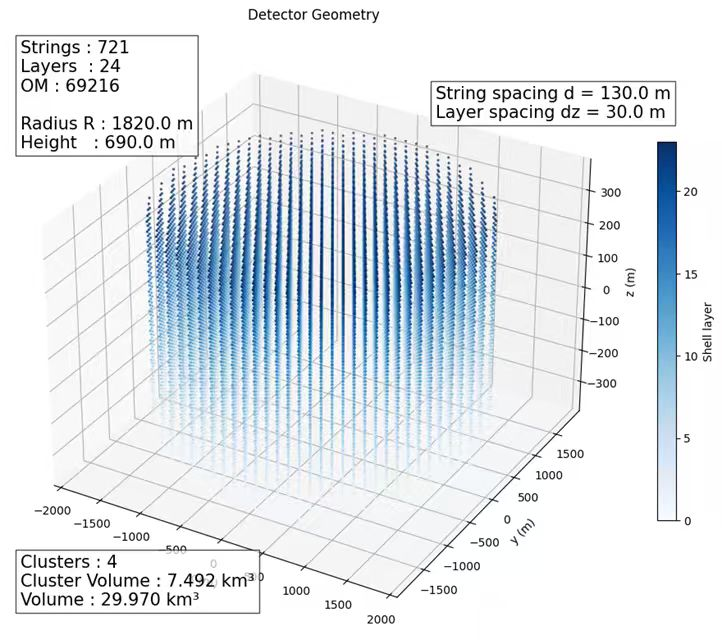 Detector Geometry
Strings : 721
Layers : 24
OM : 69216
Radius R : 1820.0 m
Height : 690.0 m
String spacing d = 130.0 m
Layer spacing dz = 30.0 m
20
15
10
5
0
Shell layer
300
200
100
0
−100
−200
−300
z (m)
1500
1000
500
0
−500
−1000
−1500
y (m)
−2000
−1500
−1000
−500
0
500
1000
1500
2000
Clusters : 4
Cluster Volume : 7.492 km³
Volume : 29.970 km³